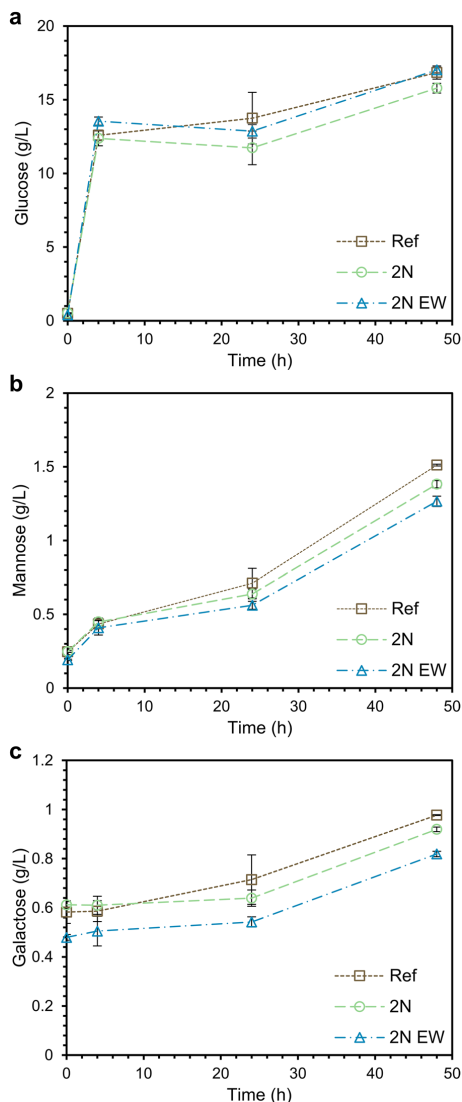 a
20
15
10
5
0
Glucose (g/L)
Ref
2N
2N EW
0 10 20 30 40 50
Time (h)
b
2
1.5
1
0.5
0
Mannose (g/L)
Ref
2N
2N EW
0 10 20 30 40 50
Time (h)
c
1.2
1
0.8
0.6
0.4
0.2
0
Galactose (g/L)
Ref
2N
2N EW
0 10 20 30 40 50
Time (h)